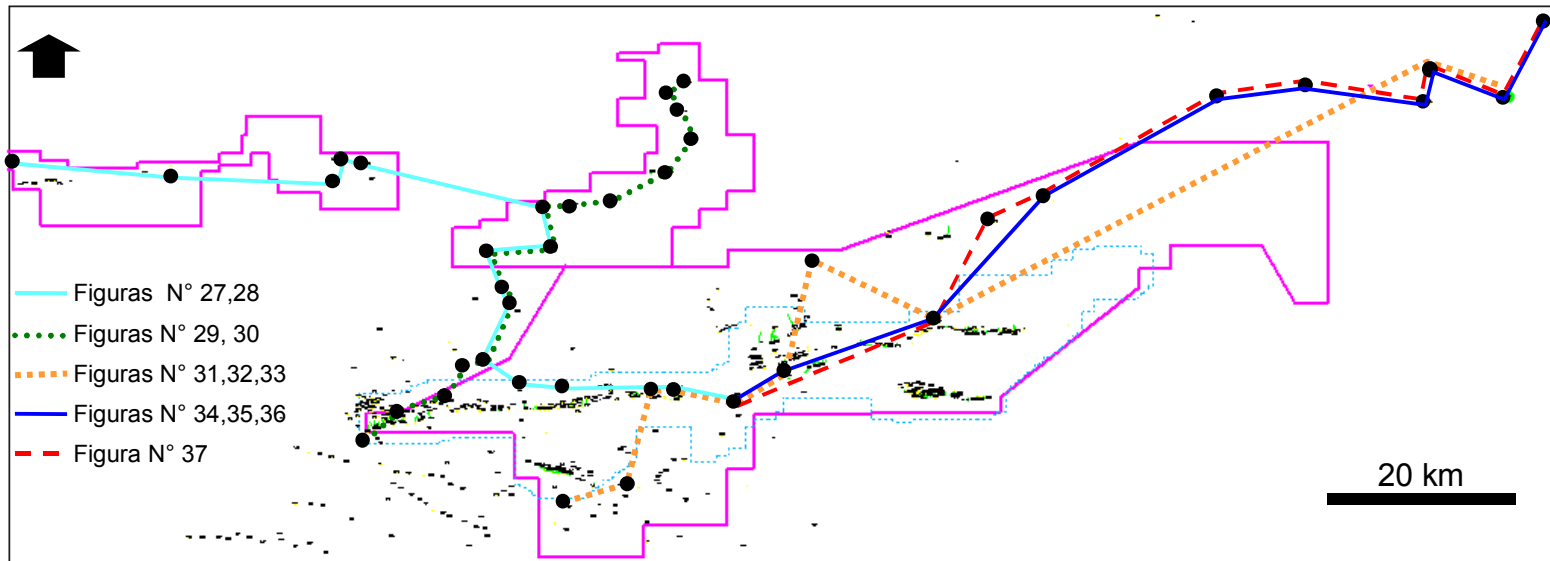 Figuras  N° 27,28
Figuras N° 29, 30
Figuras N° 31,32,33
Figuras N° 34,35,36
Figura N° 37
20 km